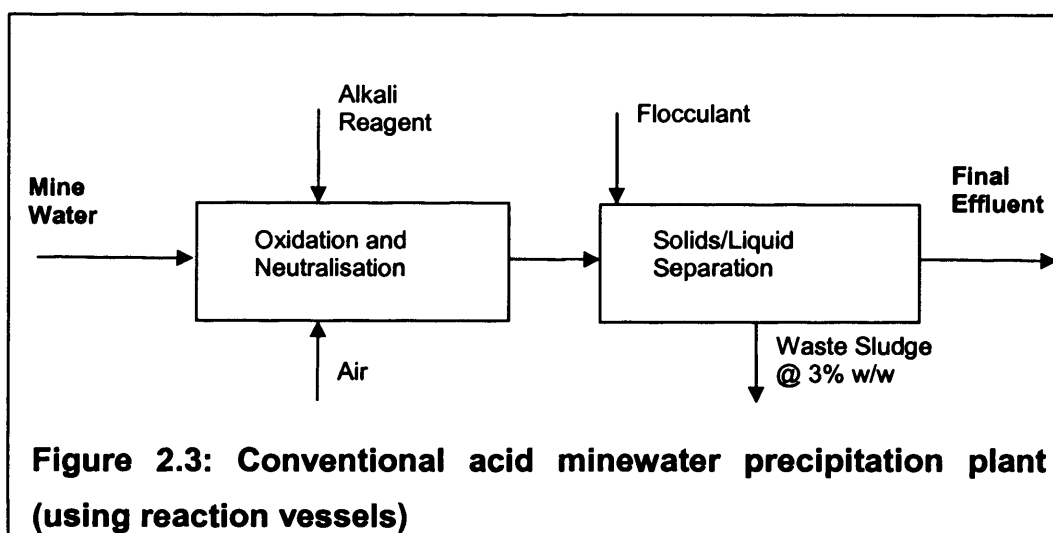 Alkali
Reagent
Flocculant
Mine
Water
Final
Effluent
Oxidation and
Neutralisation
Solids/Liquid
Separation
Air
Waste Sludge
@ 3% w/w
Figure 2.3: Conventional acid minewater precipitation plant
(using reaction vessels)